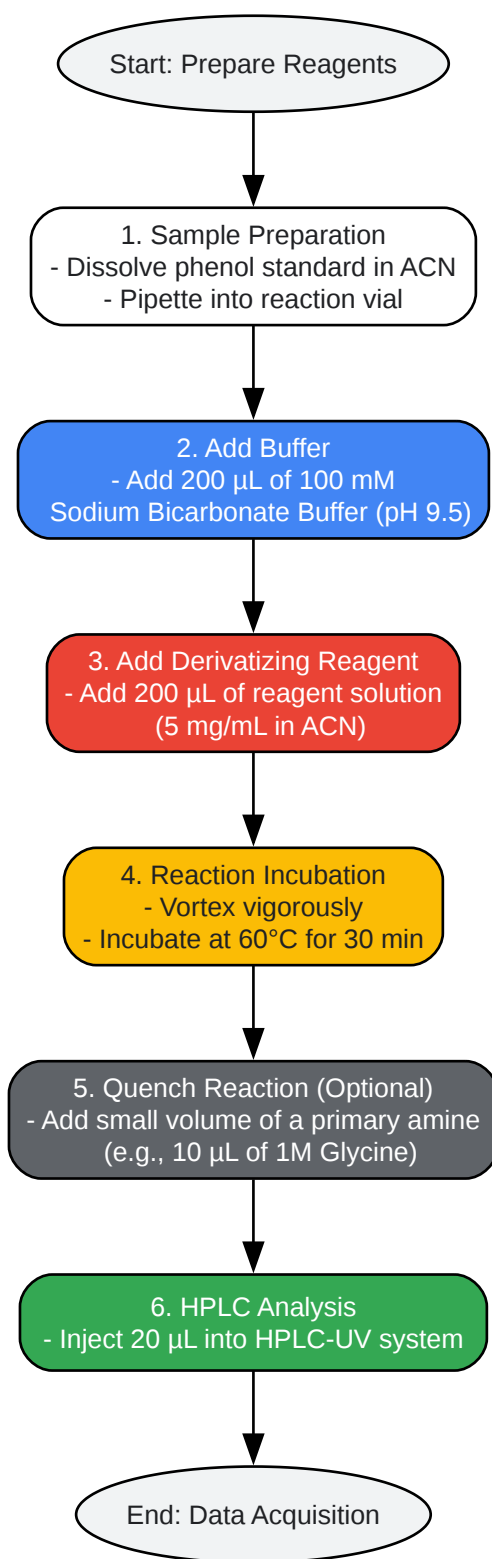 Start: Prepare Reagents
1. Sample Preparation
- Dissolve phenol standard in ACN
- Pipette into reaction vial
2. Add Buffer
- Add 200 µL of 100 mM
Sodium Bicarbonate Buffer (pH 9.5)
3. Add Derivatizing Reagent
- Add 200 µL of reagent solution
(5 mg/mL in ACN)
4. Reaction Incubation
- Vortex vigorously
- Incubate at 60°C for 30 min
5. Quench Reaction (Optional)
- Add small volume of a primary amine
(e.g., 10 µL of 1M Glycine)
6. HPLC Analysis
- Inject 20 µL into HPLC-UV system
End: Data Acquisition